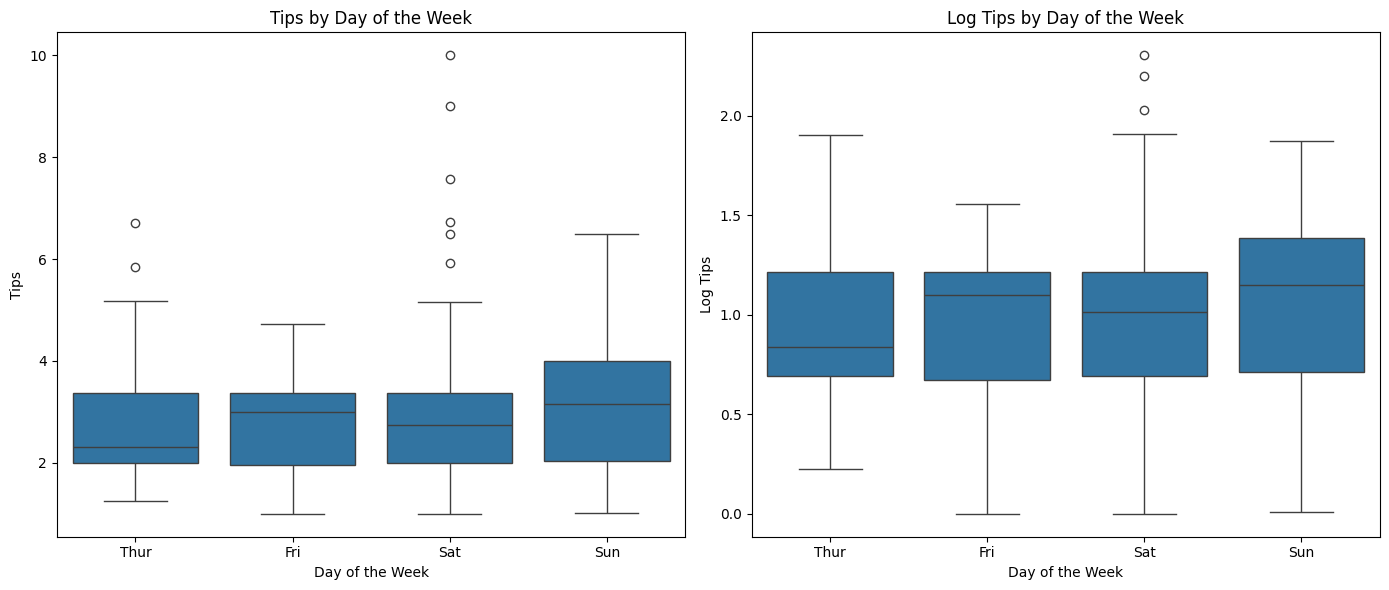 Tips by Day of the Week
Tips
10
8
6
4
2
Thur Fri Sat Sun
Day of the Week
Log Tips by Day of the Week
Log Tips
2.0
1.5
1.0
0.5
0.0
Thur Fri Sat Sun
Day of the Week